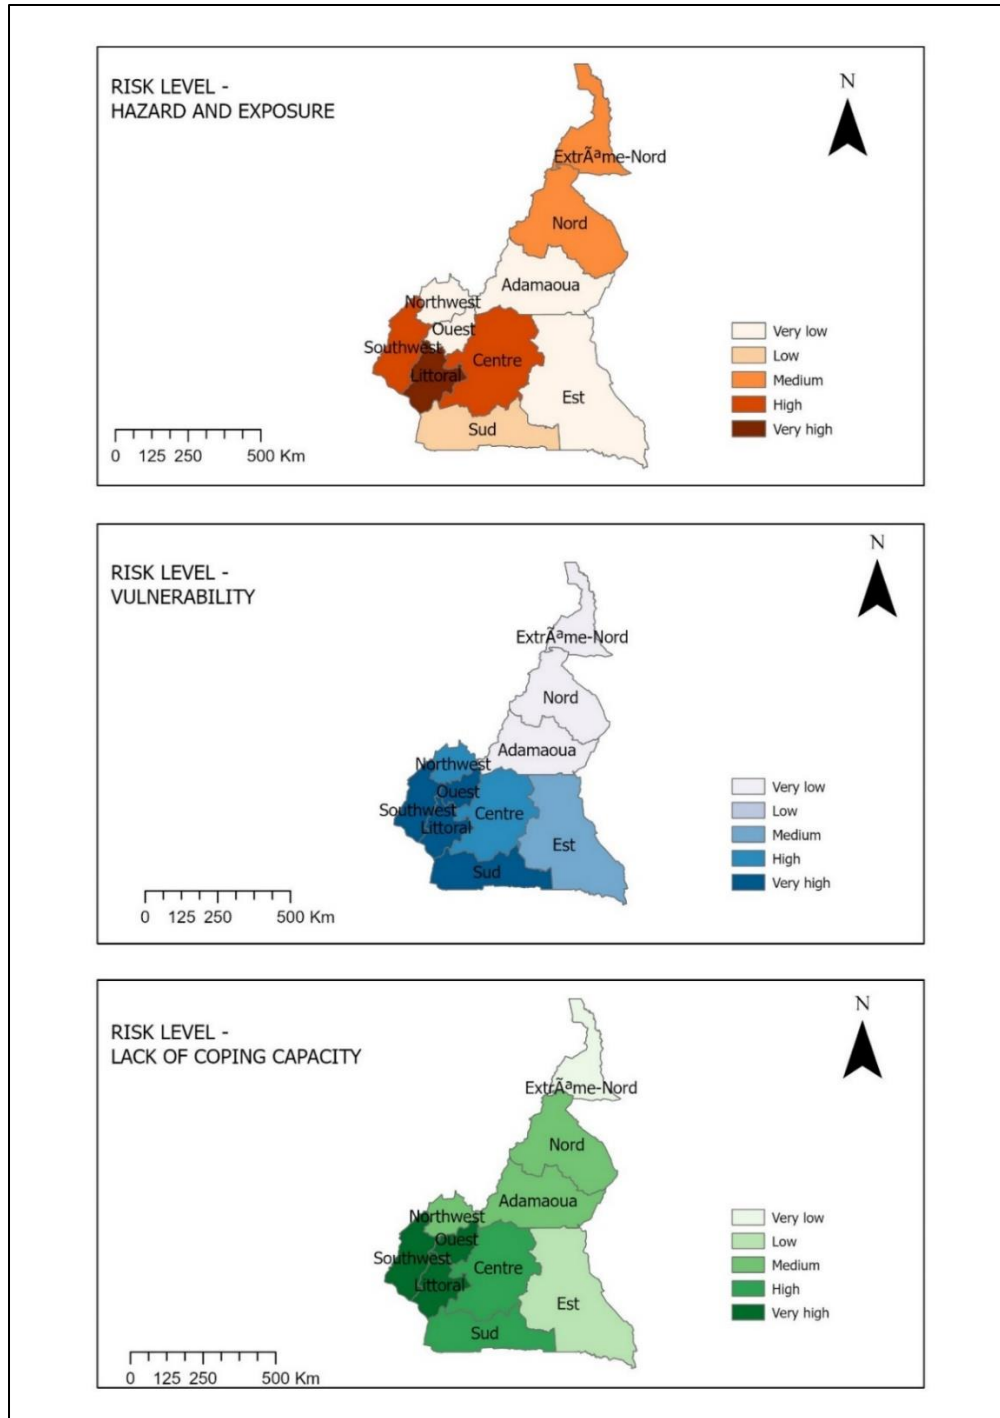 RISK LEVEL -
HAZARD AND EXPOSURE
N
ExtrÃªme-Nord
Nord
Adamaoua
Northwest
Ouest
Southwest
Centre
Littoral
Est
Sud
Very low
Low
Medium
High
Very high
0 125 250 500 Km
RISK LEVEL -
VULNERABILITY
N
ExtrÃªme-Nord
Nord
Adamaoua
Northwest
Ouest
Southwest
Centre
Littoral
Est
Sud
Very low
Low
Medium
High
Very high
0 125 250 500 Km
RISK LEVEL -
LACK OF COPING CAPACITY
N
ExtrÃªme-Nord
Nord
Adamaoua
Northwest
Ouest
Southwest
Centre
Littoral
Est
Sud
Very low
Low
Medium
High
Very high
0 125 250 500 Km